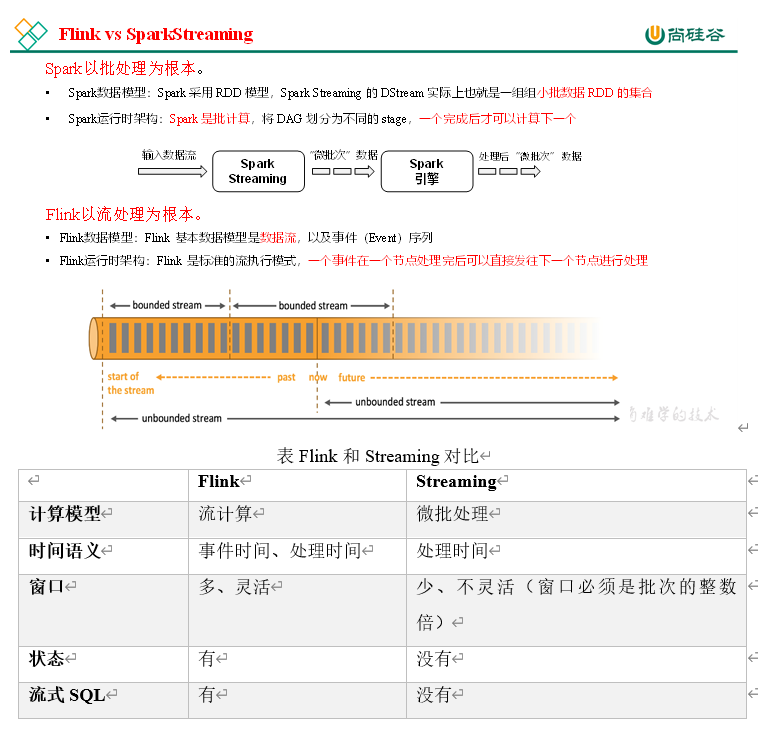 Flink vs SparkStreaming
尚硅谷
Spark以批处理为根本。
• Spark数据模型：Spark 采用 RDD 模型，Spark Streaming 的 DStream 实际上也就是一组组小批数据 RDD 的集合
• Spark运行时架构：Spark 是批计算，将 DAG 划分为不同的 stage，一个完成后才可以计算下一个
输入数据流
Spark
Streaming
“微批次”数据
Spark
引擎
处理后“微批次”数据
Flink以流处理为根本。
• Flink数据模型：Flink 基本数据模型是数据流，以及事件（Event）序列
• Flink运行时架构：Flink 是标准的流执行模式，一个事件在一个节点处理完后可以直接发往下一个节点进行处理
bounded stream
bounded stream
start of
the stream
past
now
future
unbounded stream
unbounded stream
学的技术
表 Flink 和 Streaming 对比
Flink Streaming
计算模型 流计算 微批处理
时间语义 事件时间、处理时间 处理时间
窗口 多、灵活 少、不灵活（窗口必须是批次的整数
倍）
状态 有 没有
流式 SQL 有 没有